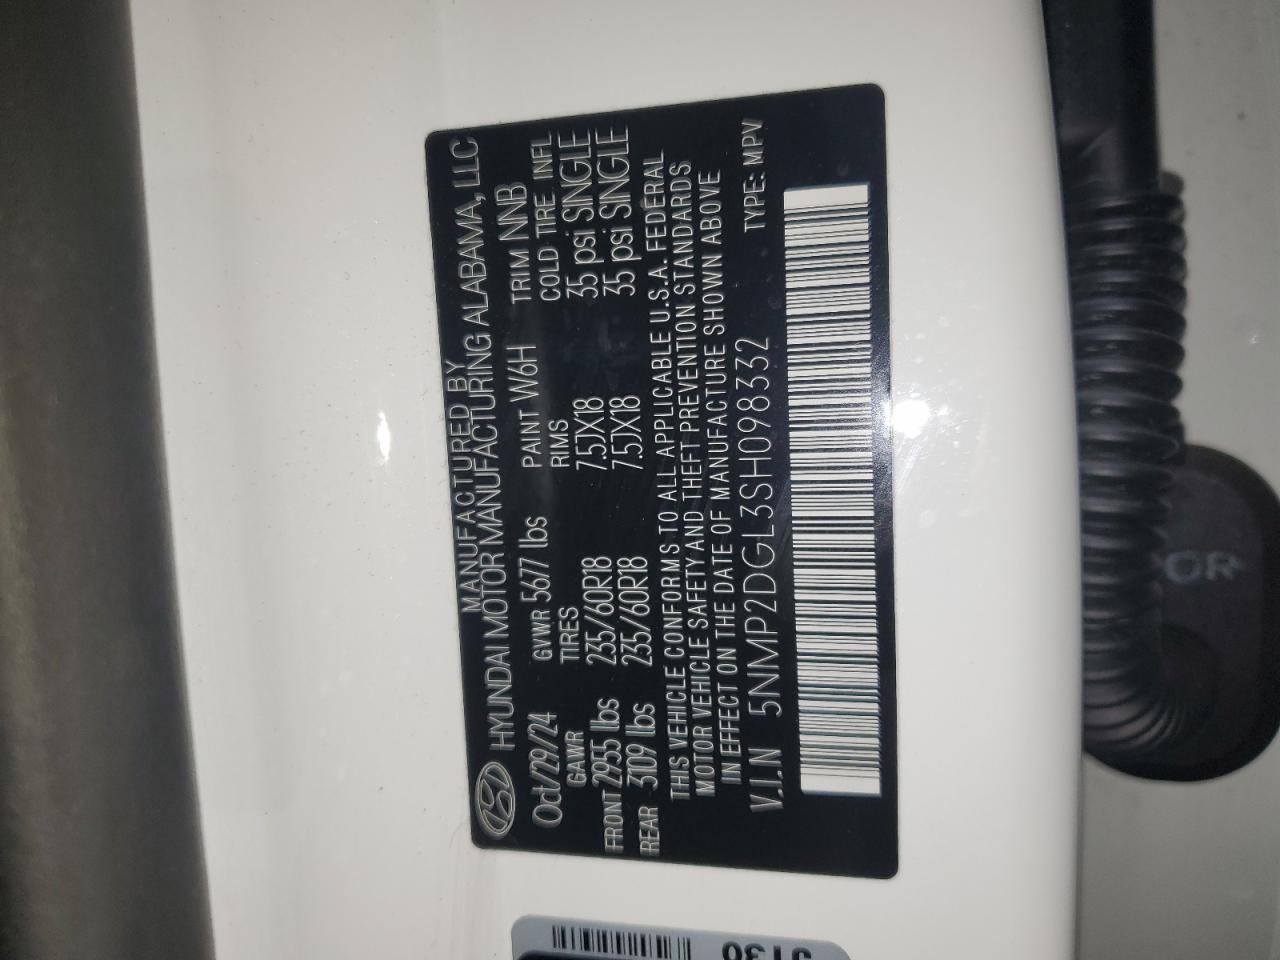 MANUFACTURED BY
HYUNDAI MOTOR MANUFACTURING ALABAMA, LLC
Oct/29/24 GVWR 5677 lbs PAINT W6H TRIM NNB
GAWR TIRES RIMS COLD TIRE INFL
FRONT 2955 lbs 235/60R18 7.5JX18 35 psi SINGLE
REAR 3109 lbs 235/60R18 7.5JX18 35 psi SINGLE
THIS VEHICLE CONFORMS TO ALL APPLICABLE U.S.A. FEDERAL
MOTOR VEHICLE SAFETY AND THEFT PREVENTION STANDARDS
IN EFFECT ON THE DATE OF MANUFACTURE SHOWN ABOVE
V.I.N 5NMP2DGL3SH098332 TYPE: MPV